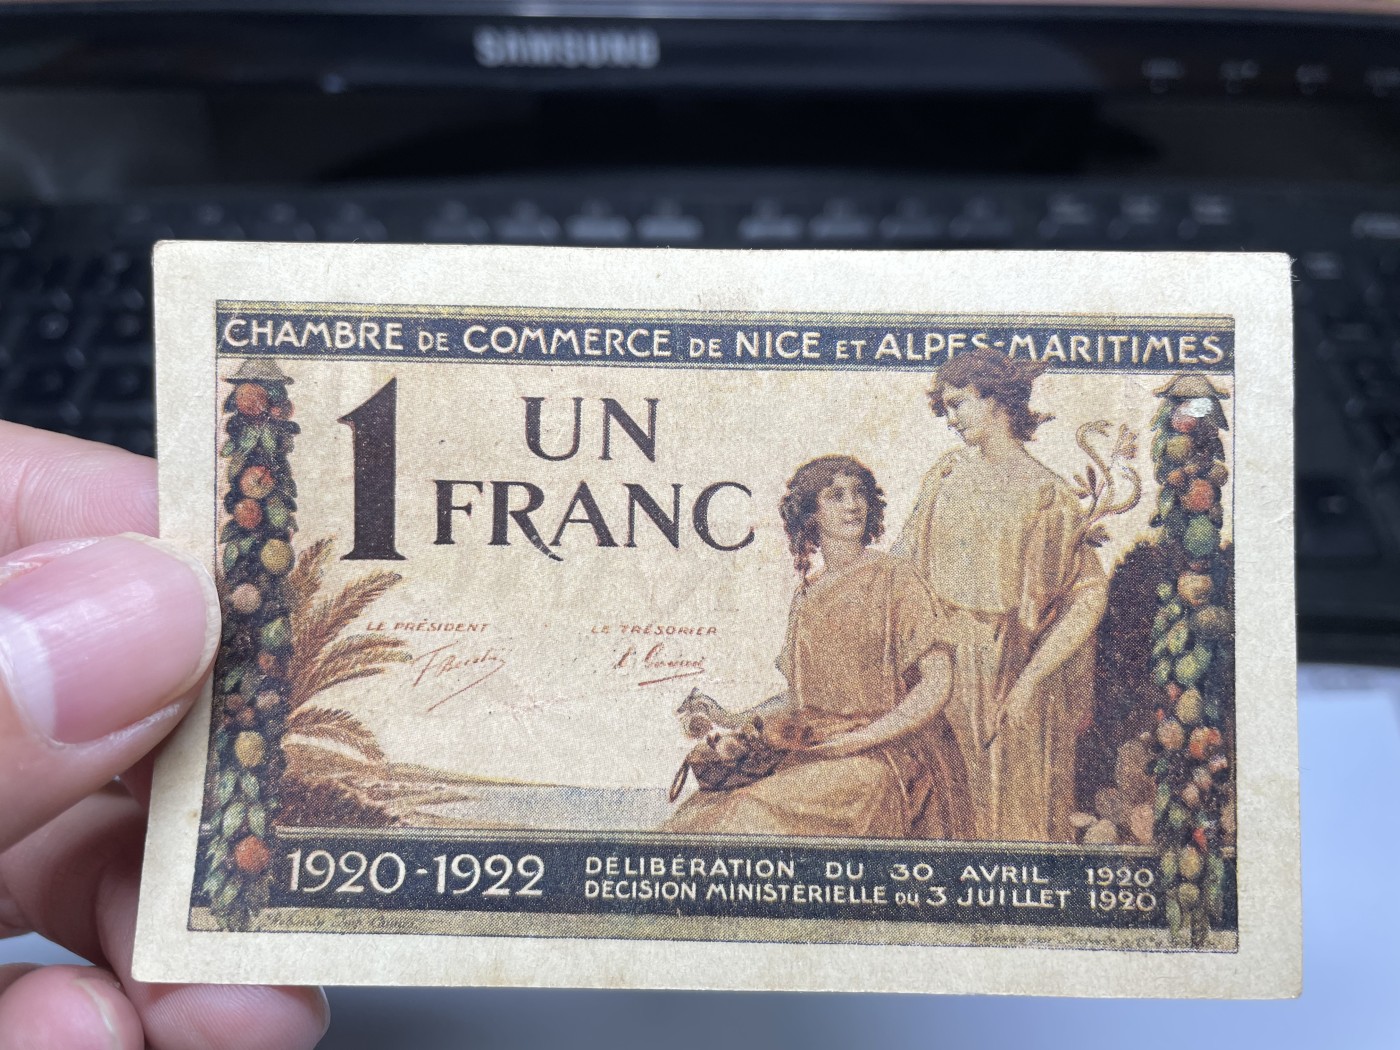 SAMSUNG
CHAMBRE DE COMMERCE DE NICE ET ALPES-MARITIMES
1 UN
FRANC
LE PRÉSIDENT LE TRÉSORIER
1920-1922
DÉLIBÉRATION DU 30 AVRIL 1920
DÉCISION MINISTÉRIELLE DU 3 JUILLET 1920